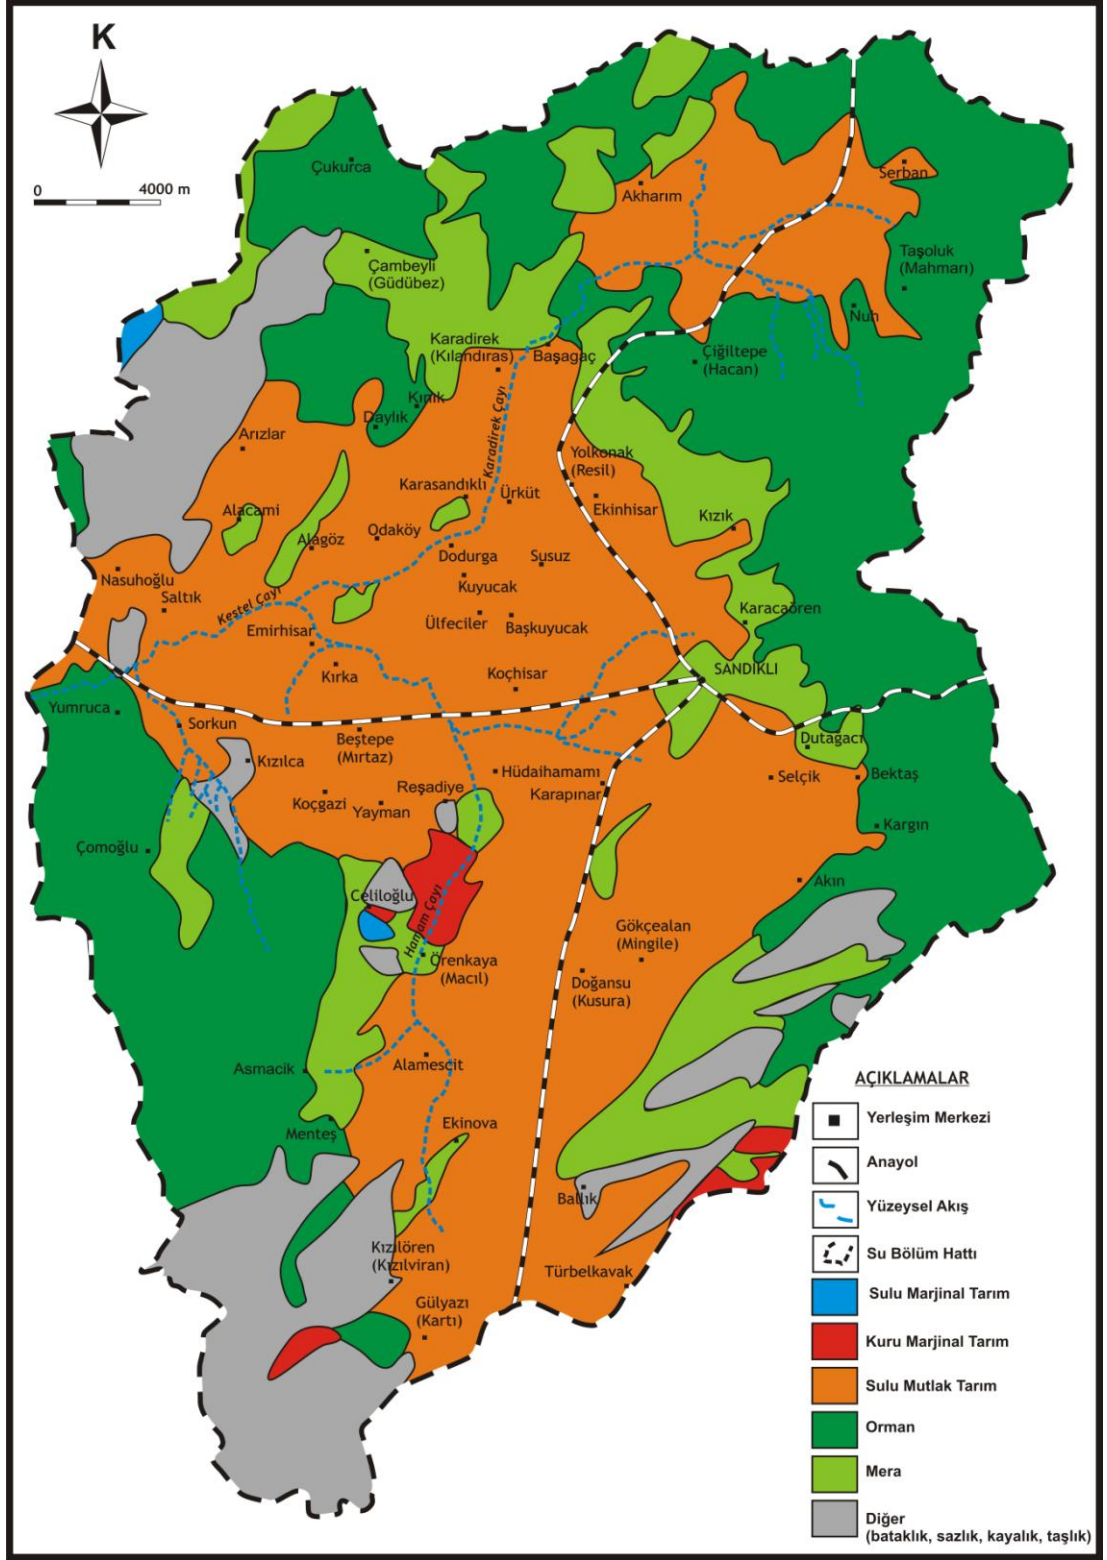 K
0 4000 m
Çukurca
Akharım
Serban
Taşoluk
(Mahmarı)
Çambeyli
(Güdübez)
Nuh
Karadirek
(Kılandıras)
Başagaç
Çiğiltepe
(Hacan)
Kınık
Daylık
Karadirek Çayı
Arızlar
Yolkonak
(Resil)
Karasandıklı
Ürküt
Ekinhisar
Alacami
Kızık
Alagöz
Odaköy
Dodurga
Susuz
Nasuhoğlu
Kuyucak
Saltık
Kestel Çayı
Karacaören
Emirhisar
Ülfeciler
Başkuyucak
Kırka
Koçhisar
SANDIKLI
Yumruca
Sorkun
Beştepe
(Mırtaz)
Dutagacı
Kızılca
Hüdaihamamı
Selçik
Bektaş
Reşadiye
Karapınar
Koçgazi
Yayman
Kargın
Çomoğlu
Akın
Celiloğlu
Hamam Çayı
Gökçealan
(Mingile)
Örenkaya
(Macıl)
Doğansu
(Kusura)
Asmacik
Alamescit
Menteş
Ekinova
Ballık
Kızılören
(Kızılviran)
Türbelkavak
Gülyazı
(Kartı)
AÇIKLAMALAR
Yerleşim Merkezi
Anayol
Yüzeysel Akış
Su Bölüm Hattı
Sulu Marjinal Tarım
Kuru Marjinal Tarım
Sulu Mutlak Tarım
Orman
Mera
Diğer
(bataklık, sazlık, kayalık, taşlık)